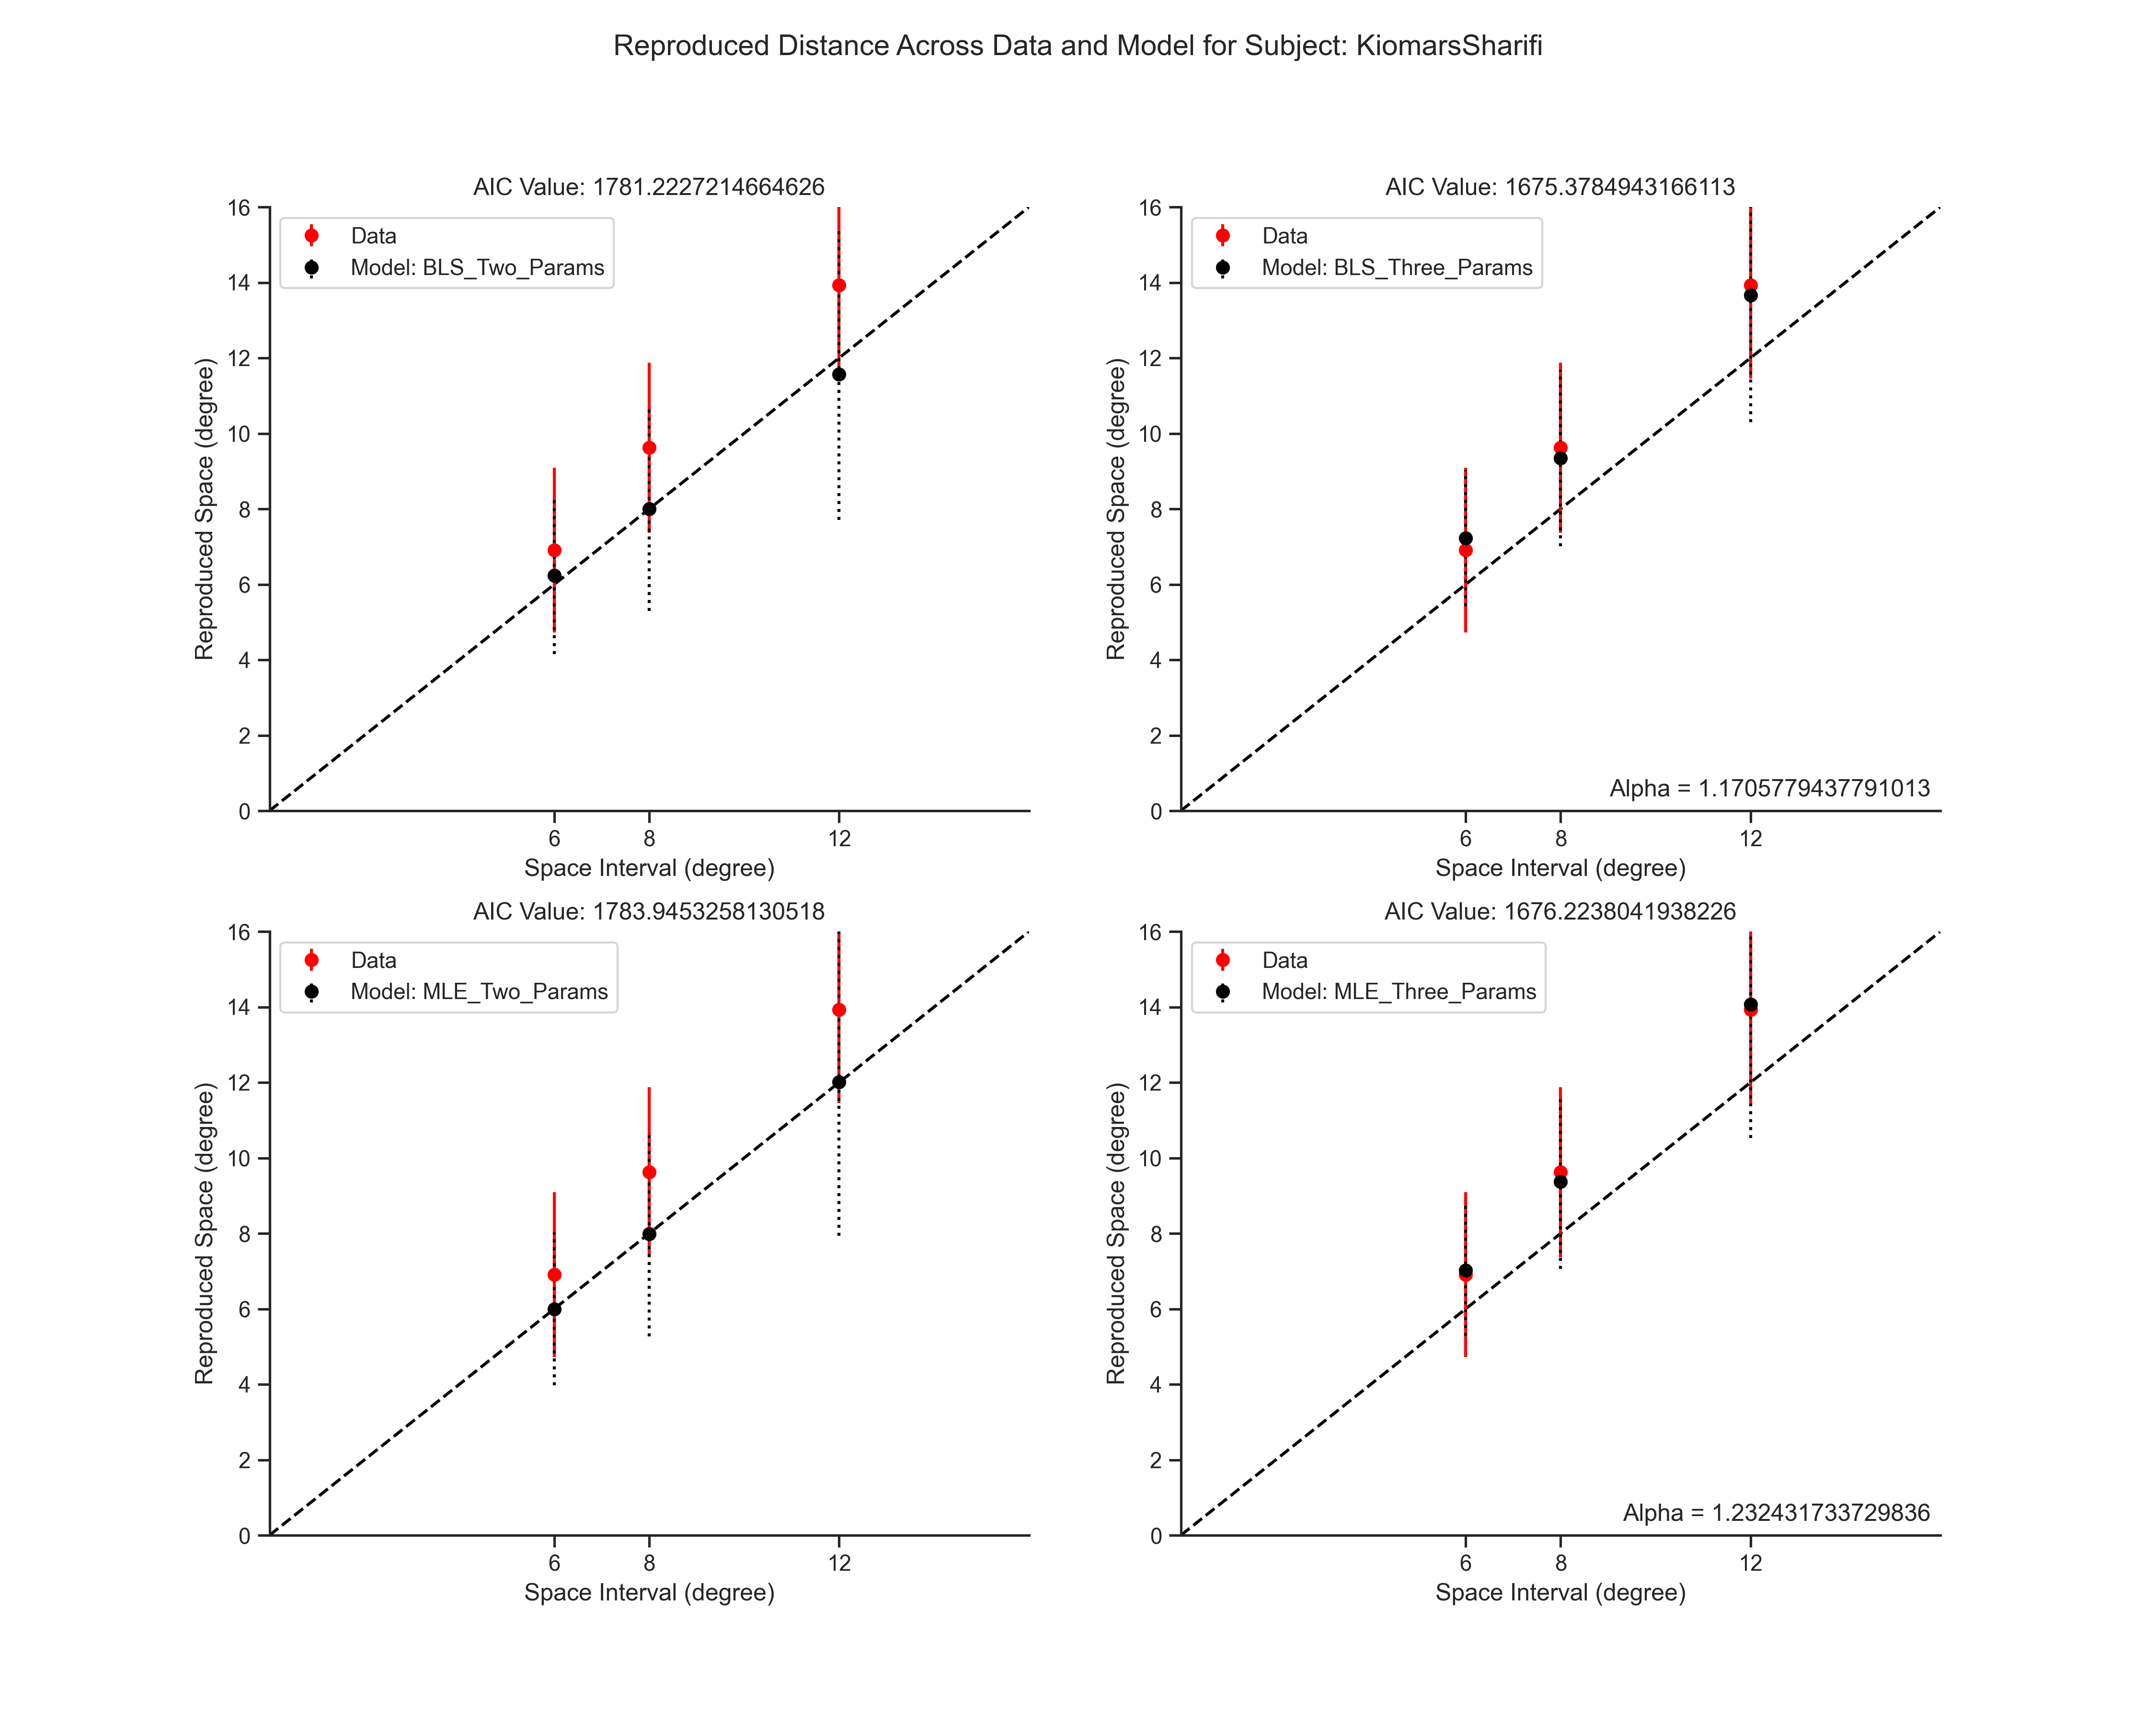 Reproduced Distance Across Data and Model for Subject: KiomarsSharifi
AIC Value: 1781.2227214664626
16
14
12
10
8
6
4
2
0
Reproduced Space (degree)
Data
Model: BLS_Two_Params
6 8 12
Space Interval (degree)
AIC Value: 1675.3784943166113
16
14
12
10
8
6
4
2
0
Reproduced Space (degree)
Data
Model: BLS_Three_Params
Alpha = 1.1705779437791013
6 8 12
Space Interval (degree)
AIC Value: 1783.9453258130518
16
14
12
10
8
6
4
2
0
Reproduced Space (degree)
Data
Model: MLE_Two_Params
6 8 12
Space Interval (degree)
AIC Value: 1676.2238041938226
16
14
12
10
8
6
4
2
0
Reproduced Space (degree)
Data
Model: MLE_Three_Params
Alpha = 1.232431733729836
6 8 12
Space Interval (degree)